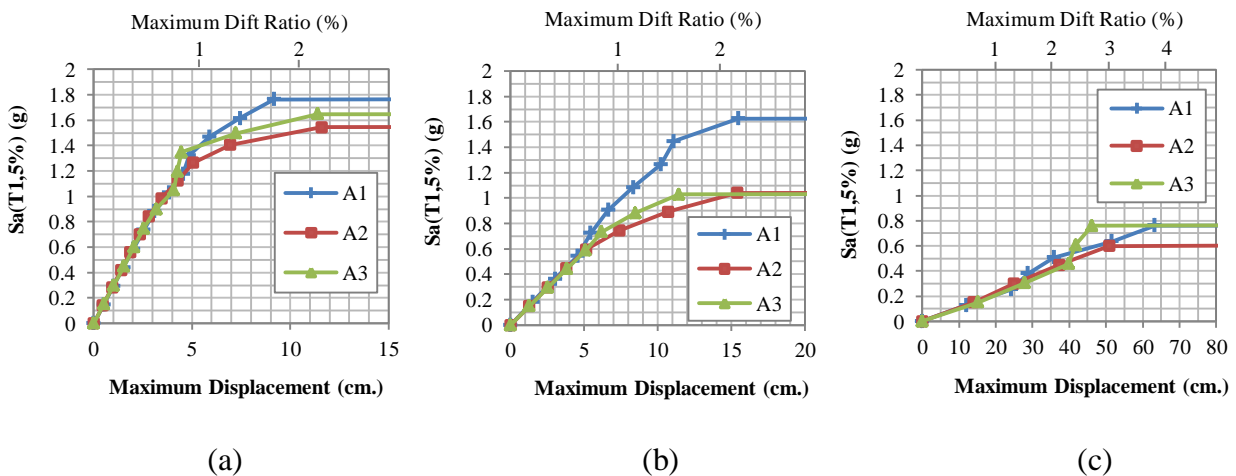 Maximum Dift Ratio (%)
1 2
Sa(T1,5%) (g)
2
1.8
1.6
1.4
1.2
1
0.8
0.6
0.4
0.2
0
A1
A2
A3
0 5 10 15
Maximum Displacement (cm.)
(a)
Maximum Dift Ratio (%)
1 2
Sa(T1,5%) (g)
2
1.8
1.6
1.4
1.2
1
0.8
0.6
0.4
0.2
0
A1
A2
A3
0 5 10 15 20
Maximum Displacement (cm.)
(b)
Maximum Dift Ratio (%)
1 2 3 4
Sa(T1,5%) (g)
2
1.8
1.6
1.4
1.2
1
0.8
0.6
0.4
0.2
0
A1
A2
A3
0 10 20 30 40 50 60 70 80
Maximum Displacement (cm.)
(c)